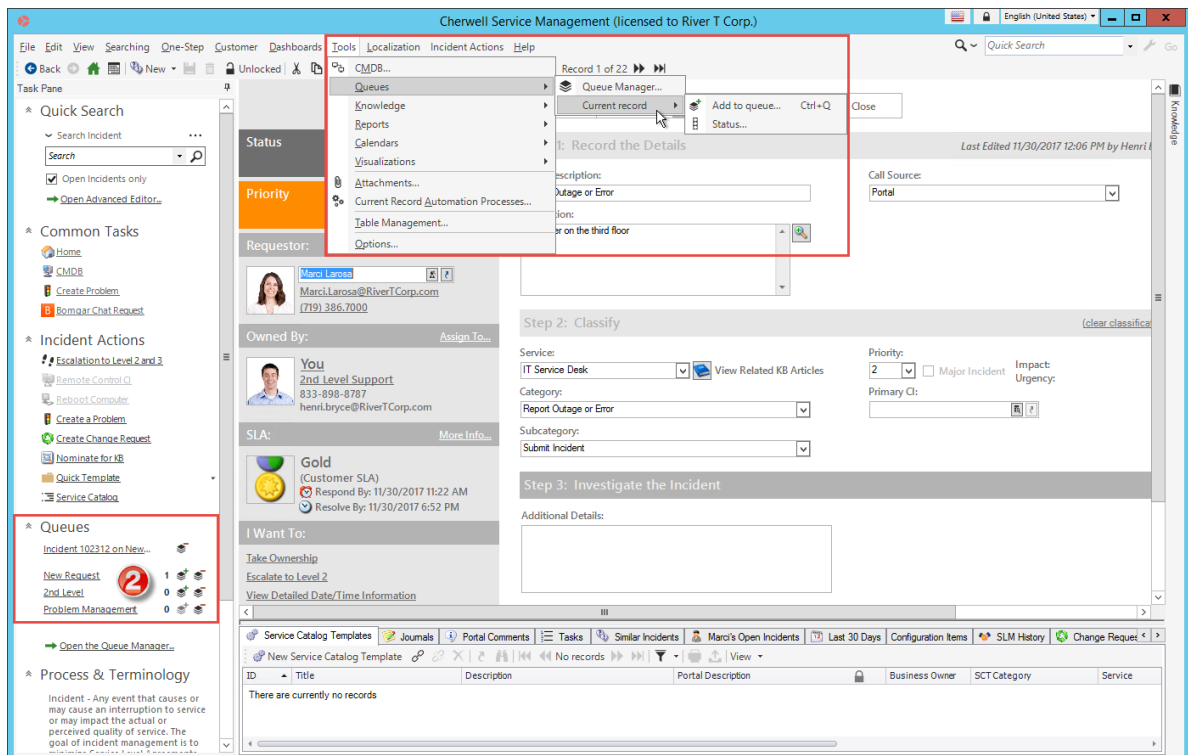 Cherwell Service Management (licensed to River T Corp.)
English (United States)
File Edit View Searching One-Step Customer Dashboards Tools Localization Incident Actions Help
Quick Search
Go
Back
New
Unlocked
Record 1 of 22
Task Pane
Quick Search
Search Incident
Search
Open Incidents only
Open Advanced Editor...
Common Tasks
Home
CMDB
Create Problem
Bomgar Chat Request
Incident Actions
Escalation to Level 2 and 3
Remote Control CI
Reboot Computer
Create a Problem
Create Change Request
Nominate for KB
Quick Template
Service Catalog
Queues
Incident 102312 on New...
New Request 1
2nd Level 0
Problem Management 0
2
Open the Queue Manager...
Process & Terminology
Incident - Any event that causes or
may cause an interruption to service
or may impact the actual or
perceived quality of service. The
goal of incident management is to
CMDB...
Queues
Knowledge
Reports
Calendars
Visualizations
Attachments...
Current Record Automation Processes...
Table Management...
Options...
Queue Manager...
Current record
Add to queue... Ctrl+Q
Status...
Close
Knowledge
Status
Priority
Requestor:
Marci Larosa
Marci.Larosa@RiverTCorp.com
(719) 386.7000
Owned By: Assign To...
You
2nd Level Support
833-898-8787
henri.bryce@RiverTCorp.com
SLA: More Info...
Gold
(Customer SLA)
Respond By: 11/30/2017 11:22 AM
Resolve By: 11/30/2017 6:52 PM
I Want To:
Take Ownership
Escalate to Level 2
View Detailed Date/Time Information
1: Record the Details
Last Edited 11/30/2017 12:06 PM by Henri
escription:
Outage or Error
Call Source:
Portal
tion:
er on the third floor
Step 2: Classify
(clear classificat
Service:
IT Service Desk
View Related KB Articles
Priority:
2
Major Incident
Impact:
Urgency:
Category:
Report Outage or Error
Primary CI:
Subcategory:
Submit Incident
Step 3: Investigate the Incident
Additional Details:
Service Catalog Templates Journals Portal Comments Tasks Similar Incidents Marci's Open Incidents Last 30 Days Configuration Items SLM History Change Reques
New Service Catalog Template
No records
View
ID Title Description Portal Description Business Owner SCT Category Service
There are currently no records